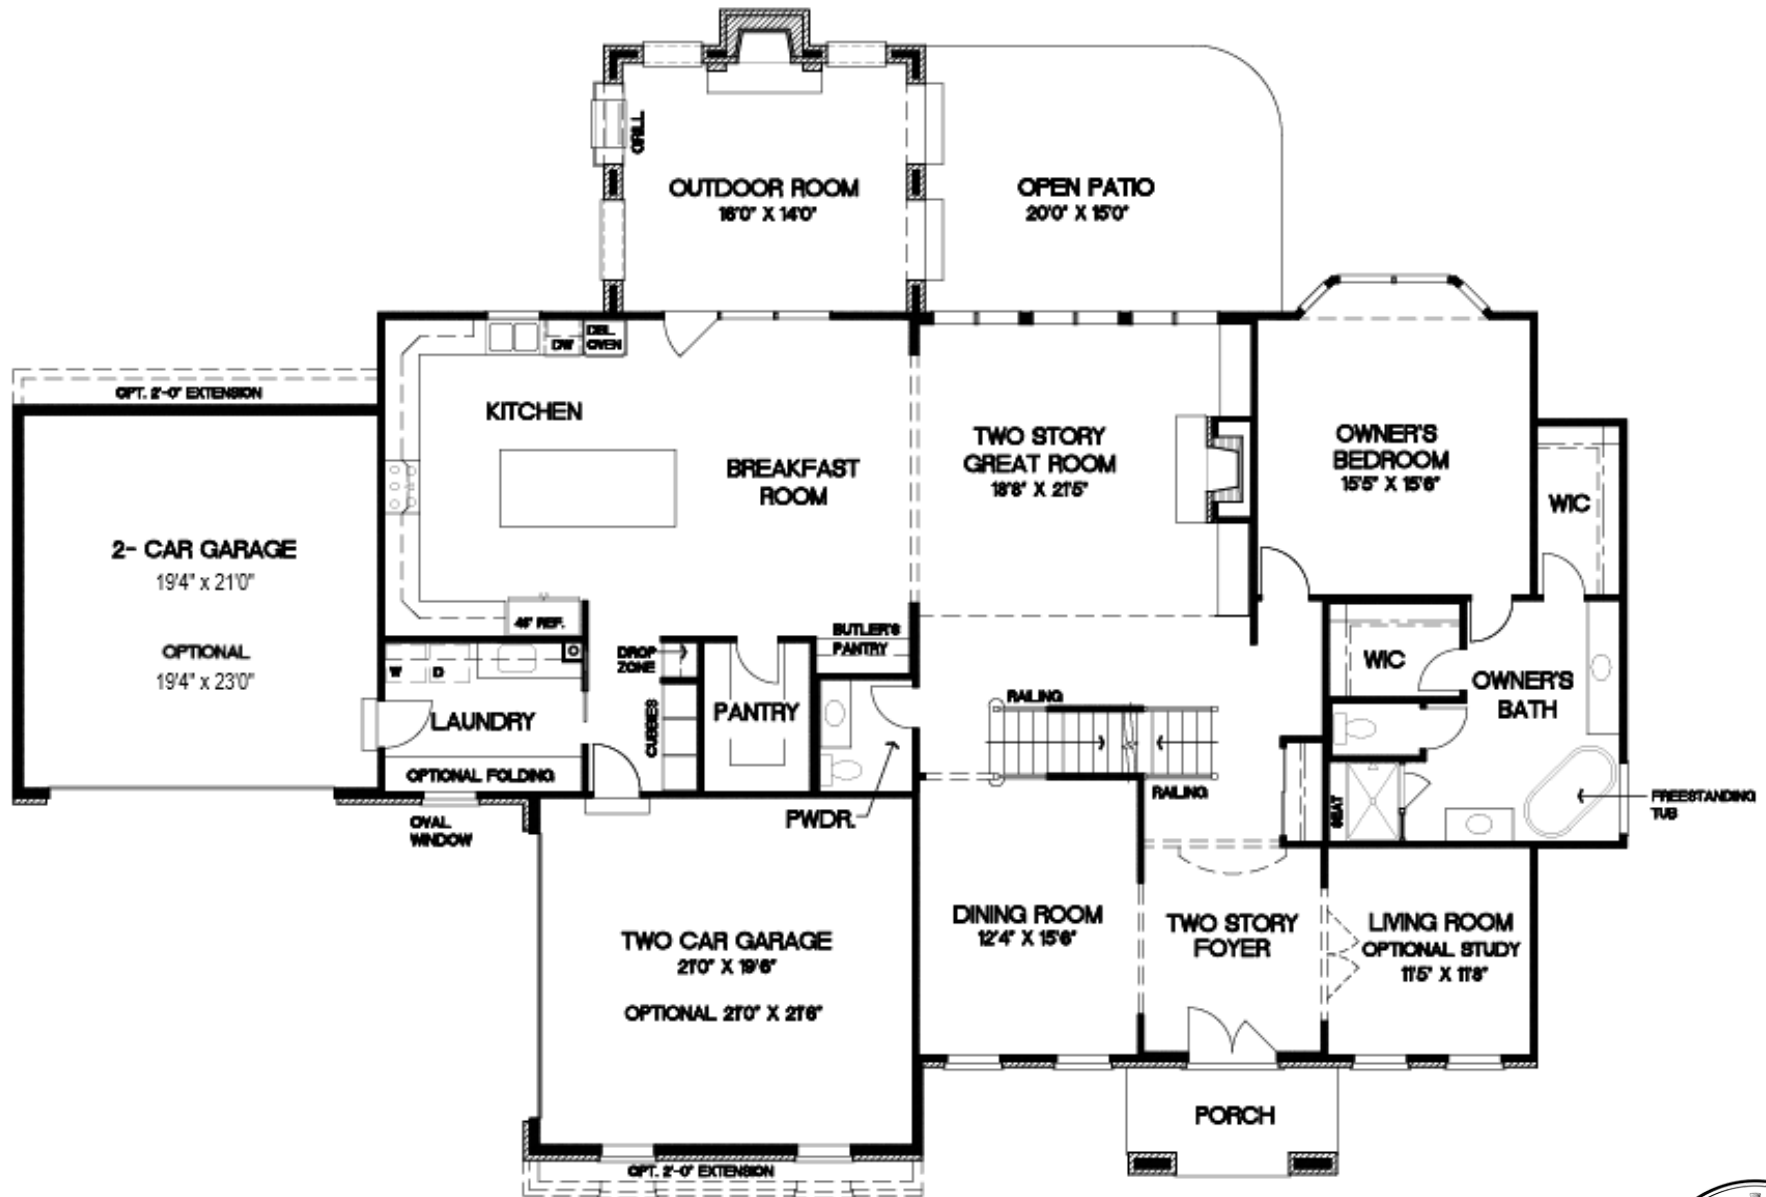 GRILL
OUTDOOR ROOM
16'0" X 14'0"
OPEN PATIO
20'0" X 15'0"
DW
DBL.
OVEN
OPT. 2'-0" EXTENSION
KITCHEN
BREAKFAST
ROOM
TWO STORY
GREAT ROOM
18'8" X 21'5"
OWNER'S
BEDROOM
15'5" X 15'6"
WIC
2- CAR GARAGE
19'4" x 21'0"
OPTIONAL
19'4" x 23'0"
48" REF.
BUTLER'S
PANTRY
DROP
ZONE
W
D
WIC
OWNER'S
BATH
LAUNDRY
CUBBIES
PANTRY
RAILING
OPTIONAL FOLDING
RAILING
PWDR.
SEAT
FREESTANDING
TUB
OVAL
WINDOW
TWO CAR GARAGE
21'0" X 19'6"
OPTIONAL 21'0" X 21'6"
DINING ROOM
12'4" X 15'6"
TWO STORY
FOYER
LIVING ROOM
OPTIONAL STUDY
11'5" X 11'8"
PORCH
OPT. 2'-0" EXTENSION